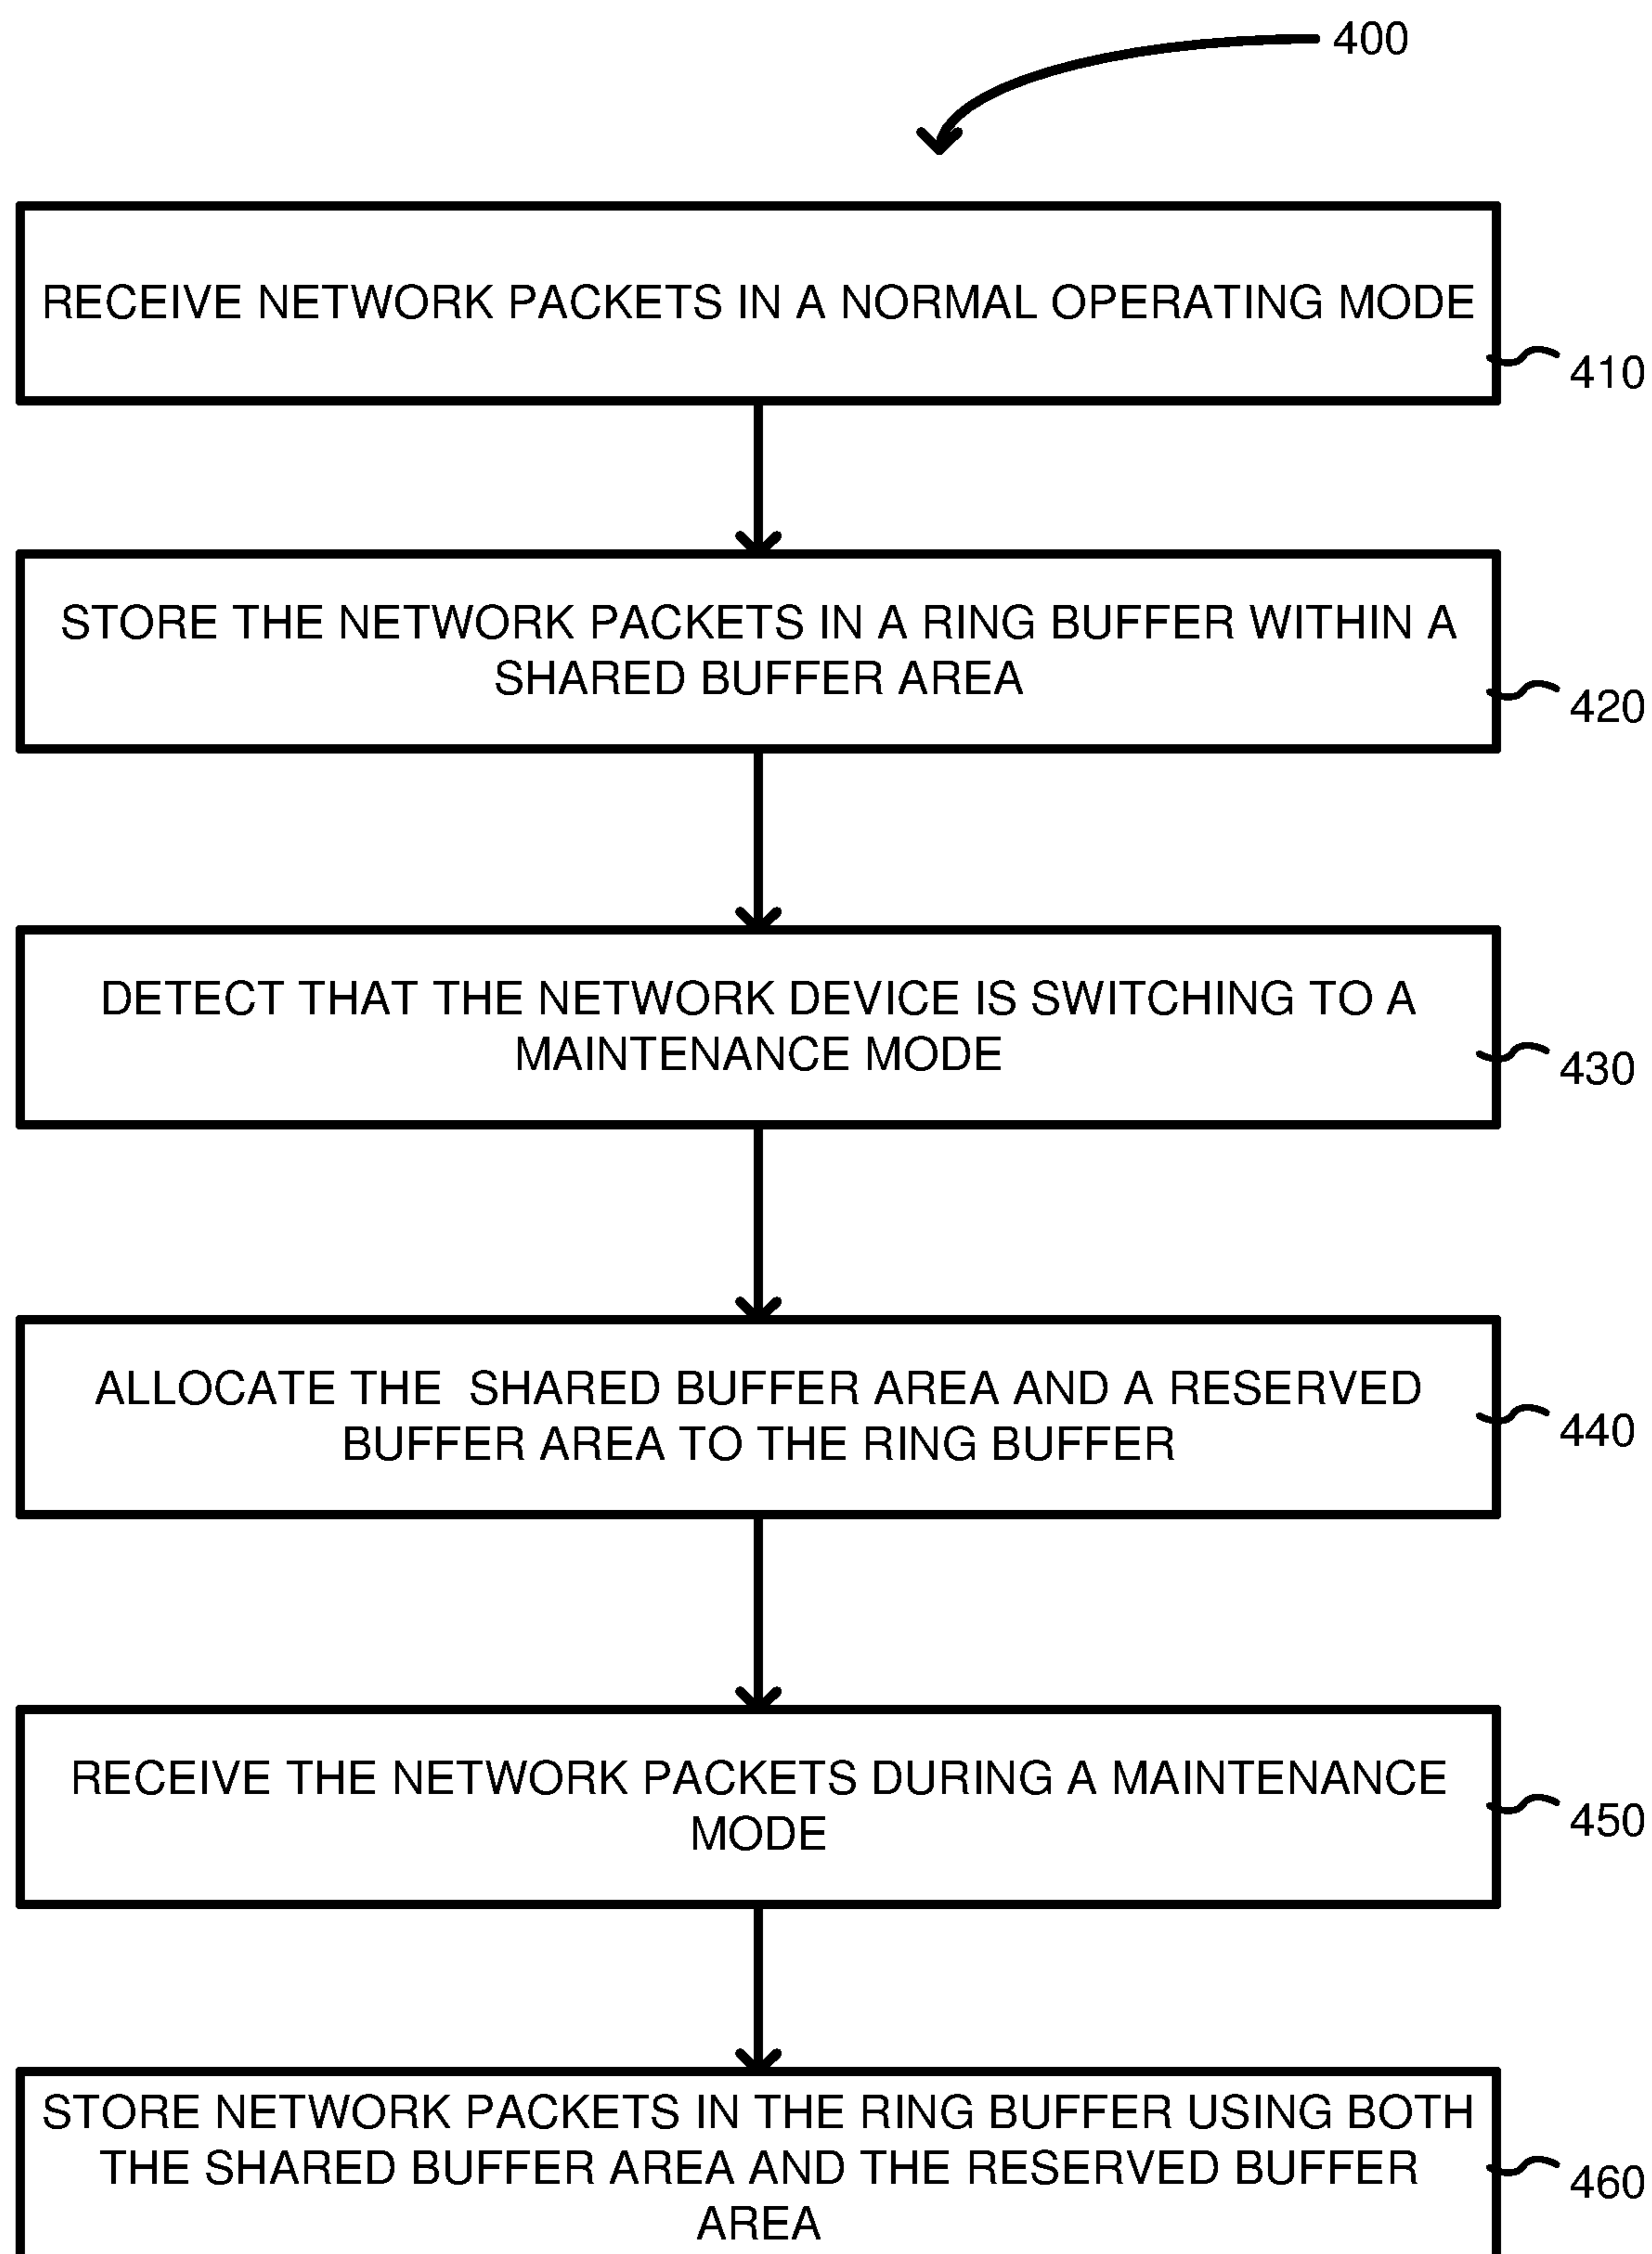 400
RECEIVE NETWORK PACKETS IN A NORMAL OPERATING MODE
410
STORE THE NETWORK PACKETS IN A RING BUFFER WITHIN A
SHARED BUFFER AREA
420
DETECT THAT THE NETWORK DEVICE IS SWITCHING TO A
MAINTENANCE MODE
430
ALLOCATE THE SHARED BUFFER AREA AND A RESERVED
BUFFER AREA TO THE RING BUFFER
440
RECEIVE THE NETWORK PACKETS DURING A MAINTENANCE
MODE
450
STORE NETWORK PACKETS IN THE RING BUFFER USING BOTH
THE SHARED BUFFER AREA AND THE RESERVED BUFFER
AREA
460